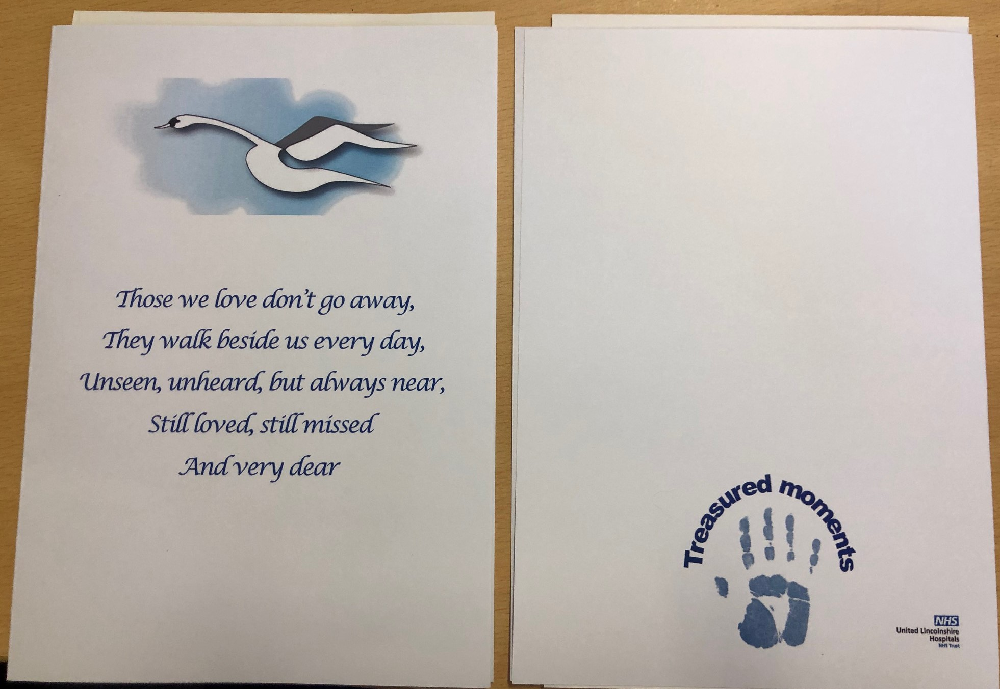 Those we love don't go away,
They walk beside us every day,
Unseen, unheard, but always near,
Still loved, still missed
And very dear
Treasured moments
NHS
United Lincolnshire
Hospitals
NHS Trust